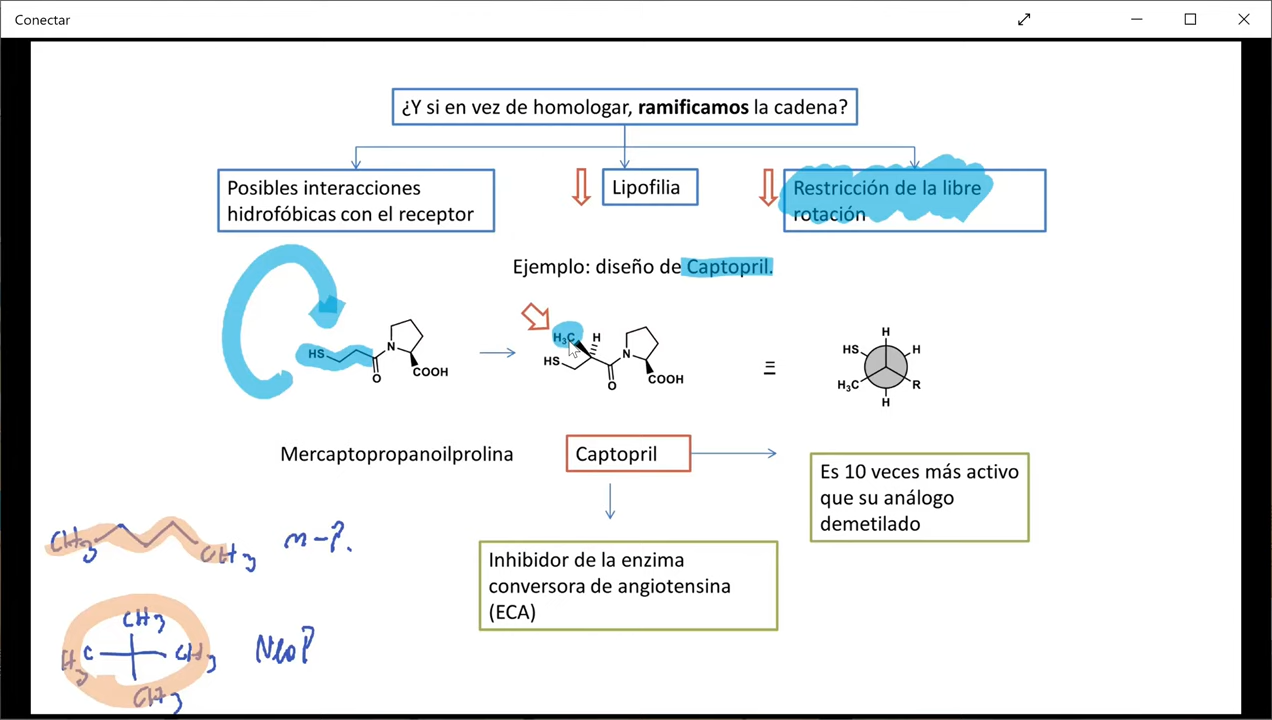 Conectar
¿Y si en vez de homologar, ramificamos la cadena?
Posibles interacciones
hidrofóbicas con el receptor
Lipofilia
Restricción de la libre
rotación
Ejemplo: diseño de Captopril.
HS
N
O
COOH
H₃C
H
HS
N
O
COOH
H
HS
H
H₃C
R
H
Mercaptopropanoilprolina
Captopril
Es 10 veces más activo
que su análogo
demetilado
Inhibidor de la enzima
conversora de angiotensina
(ECA)
CH3
CH3
n-P.
CH3
H3C
CH3
CH3
NeoP